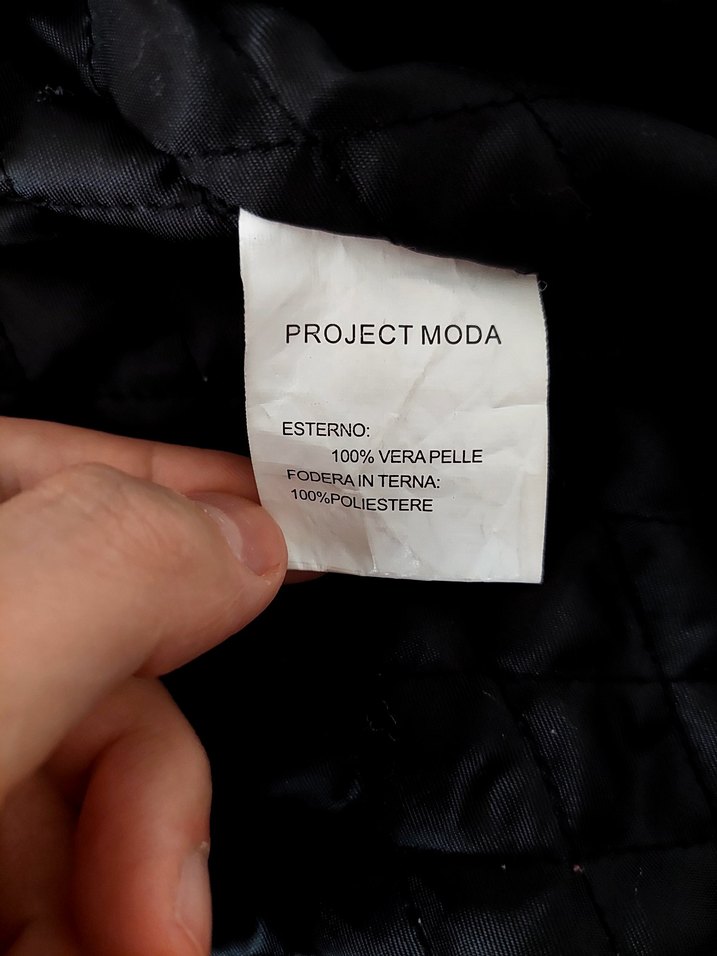 PROJECT MODA
ESTERNO:
100% VERA PELLE
FODERA IN TERNA:
100%POLIESTERE